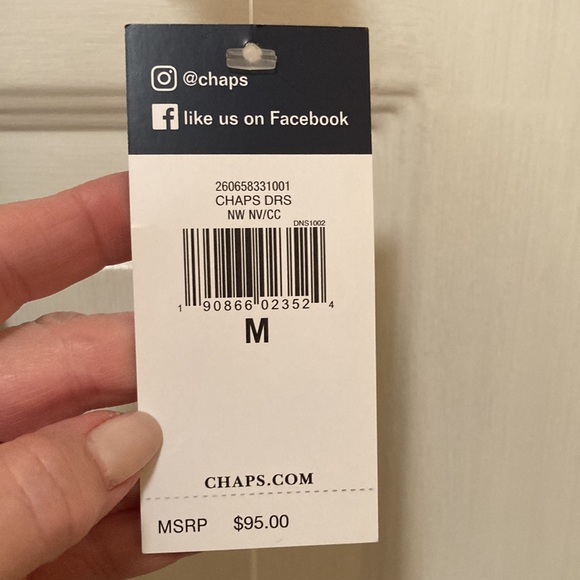 @chaps
like us on Facebook
260658331001
CHAPS DRS
NW NV/CC
DNS1002
1 90866 02352 4
M
CHAPS.COM
MSRP $95.00